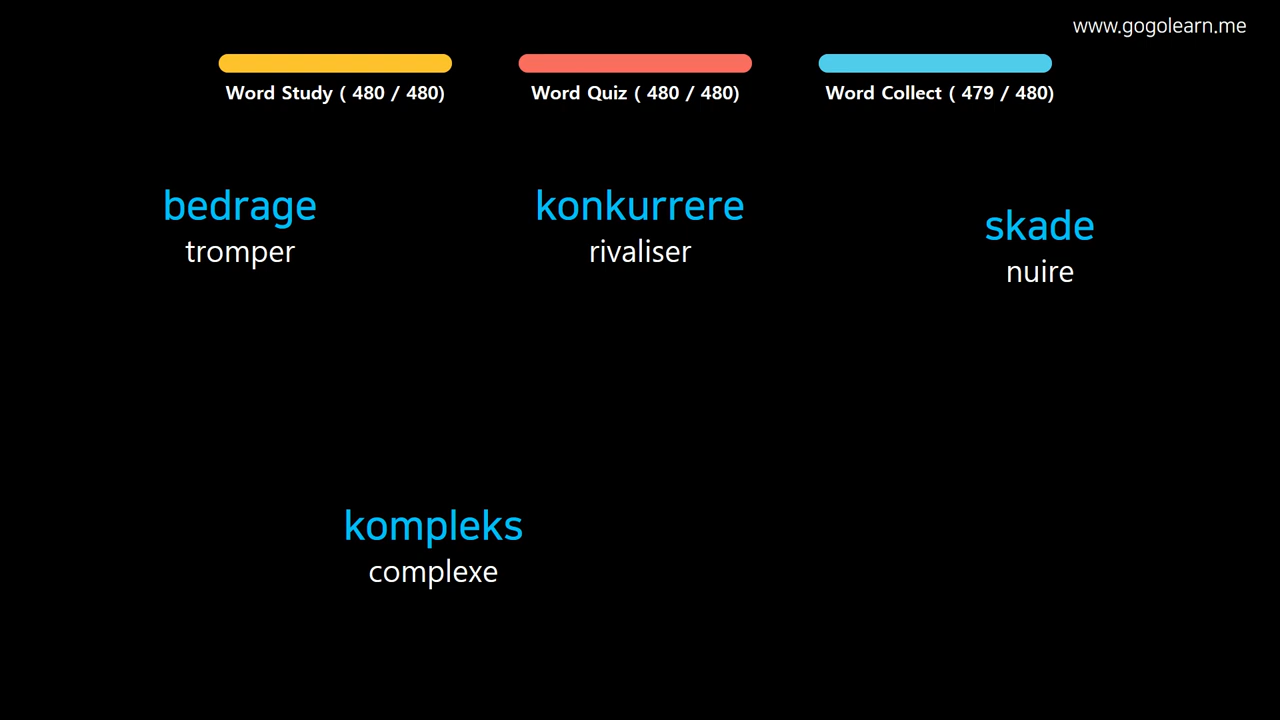 www.gogolearn.me
Word Study ( 480 / 480)
Word Quiz ( 480 / 480)
Word Collect ( 479 / 480)
bedrage
tromper
konkurrere
rivaliser
skade
nuire
kompleks
complexe